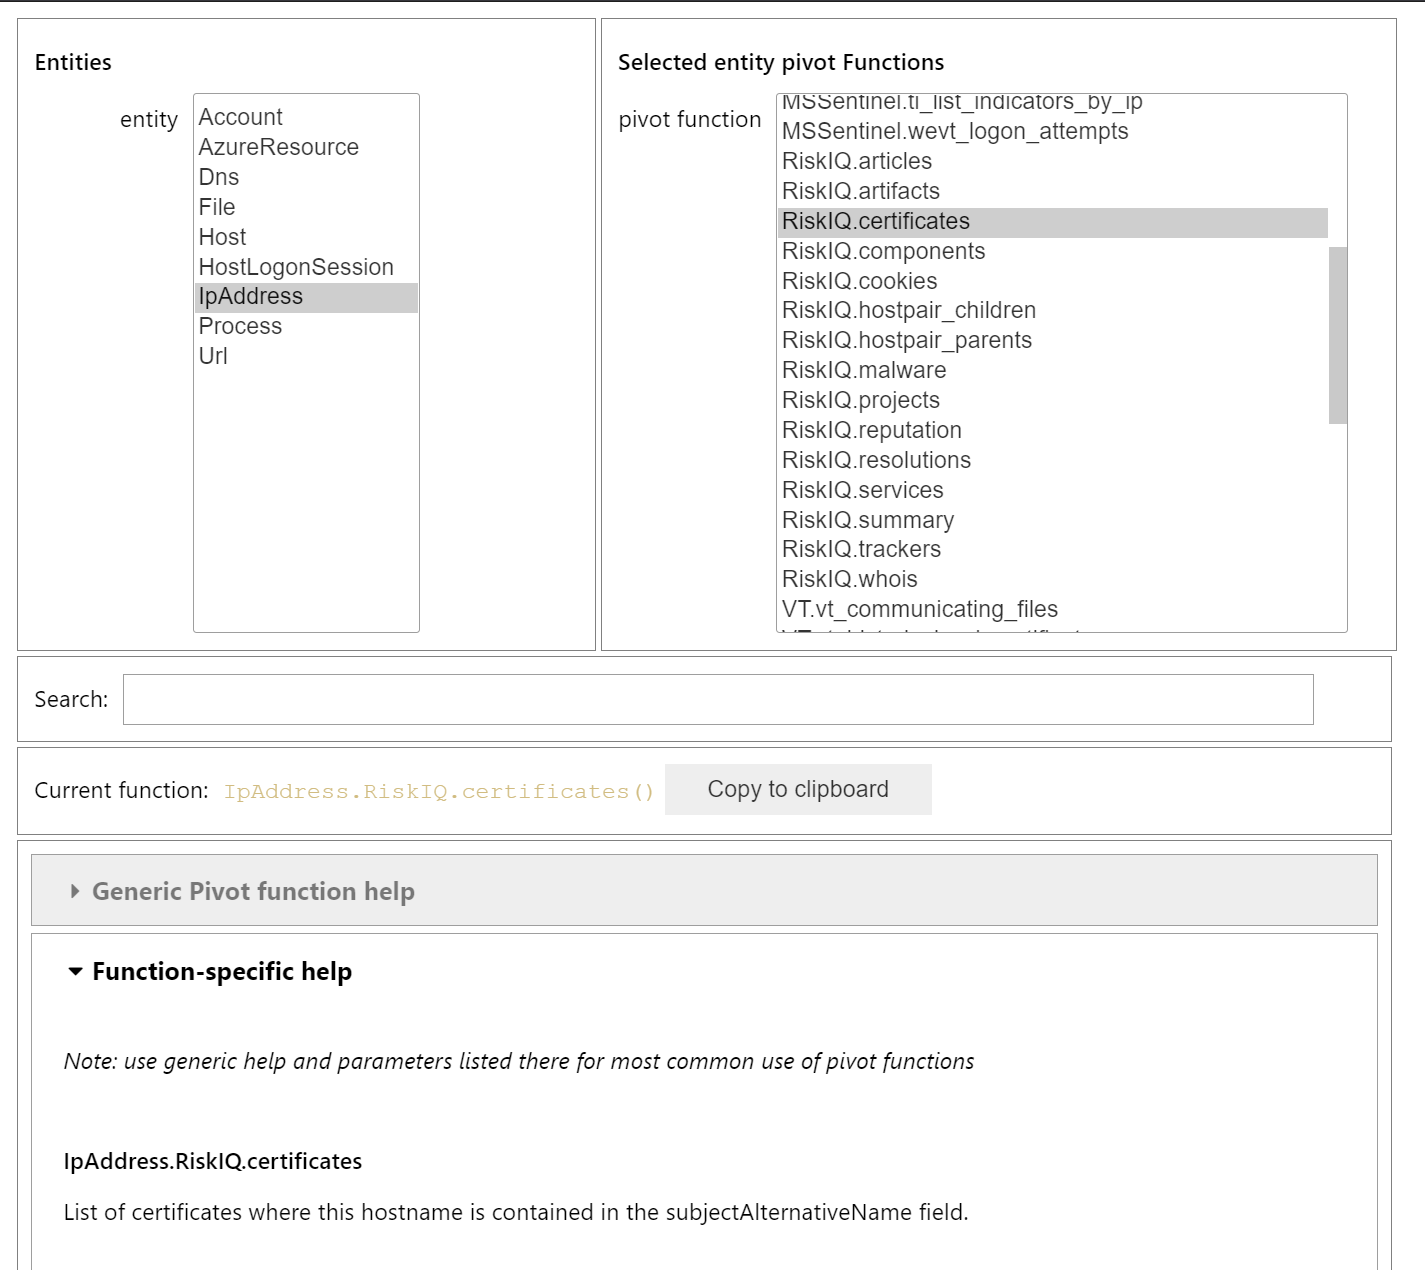 Entities
entity
Account
AzureResource
Dns
File
Host
HostLogonSession
IpAddress
Process
Url
Selected entity pivot Functions
pivot function
MSSentinel.ti_list_indicators_by_ip
MSSentinel.wevt_logon_attempts
RiskIQ.articles
RiskIQ.artifacts
RiskIQ.certificates
RiskIQ.components
RiskIQ.cookies
RiskIQ.hostpair_children
RiskIQ.hostpair_parents
RiskIQ.malware
RiskIQ.projects
RiskIQ.reputation
RiskIQ.resolutions
RiskIQ.services
RiskIQ.summary
RiskIQ.trackers
RiskIQ.whois
VT.vt_communicating_files
Search:
Current function: IpAddress.RiskIQ.certificates() Copy to clipboard
Generic Pivot function help
Function-specific help
Note: use generic help and parameters listed there for most common use of pivot functions
IpAddress.RiskIQ.certificates
List of certificates where this hostname is contained in the subjectAlternativeName field.